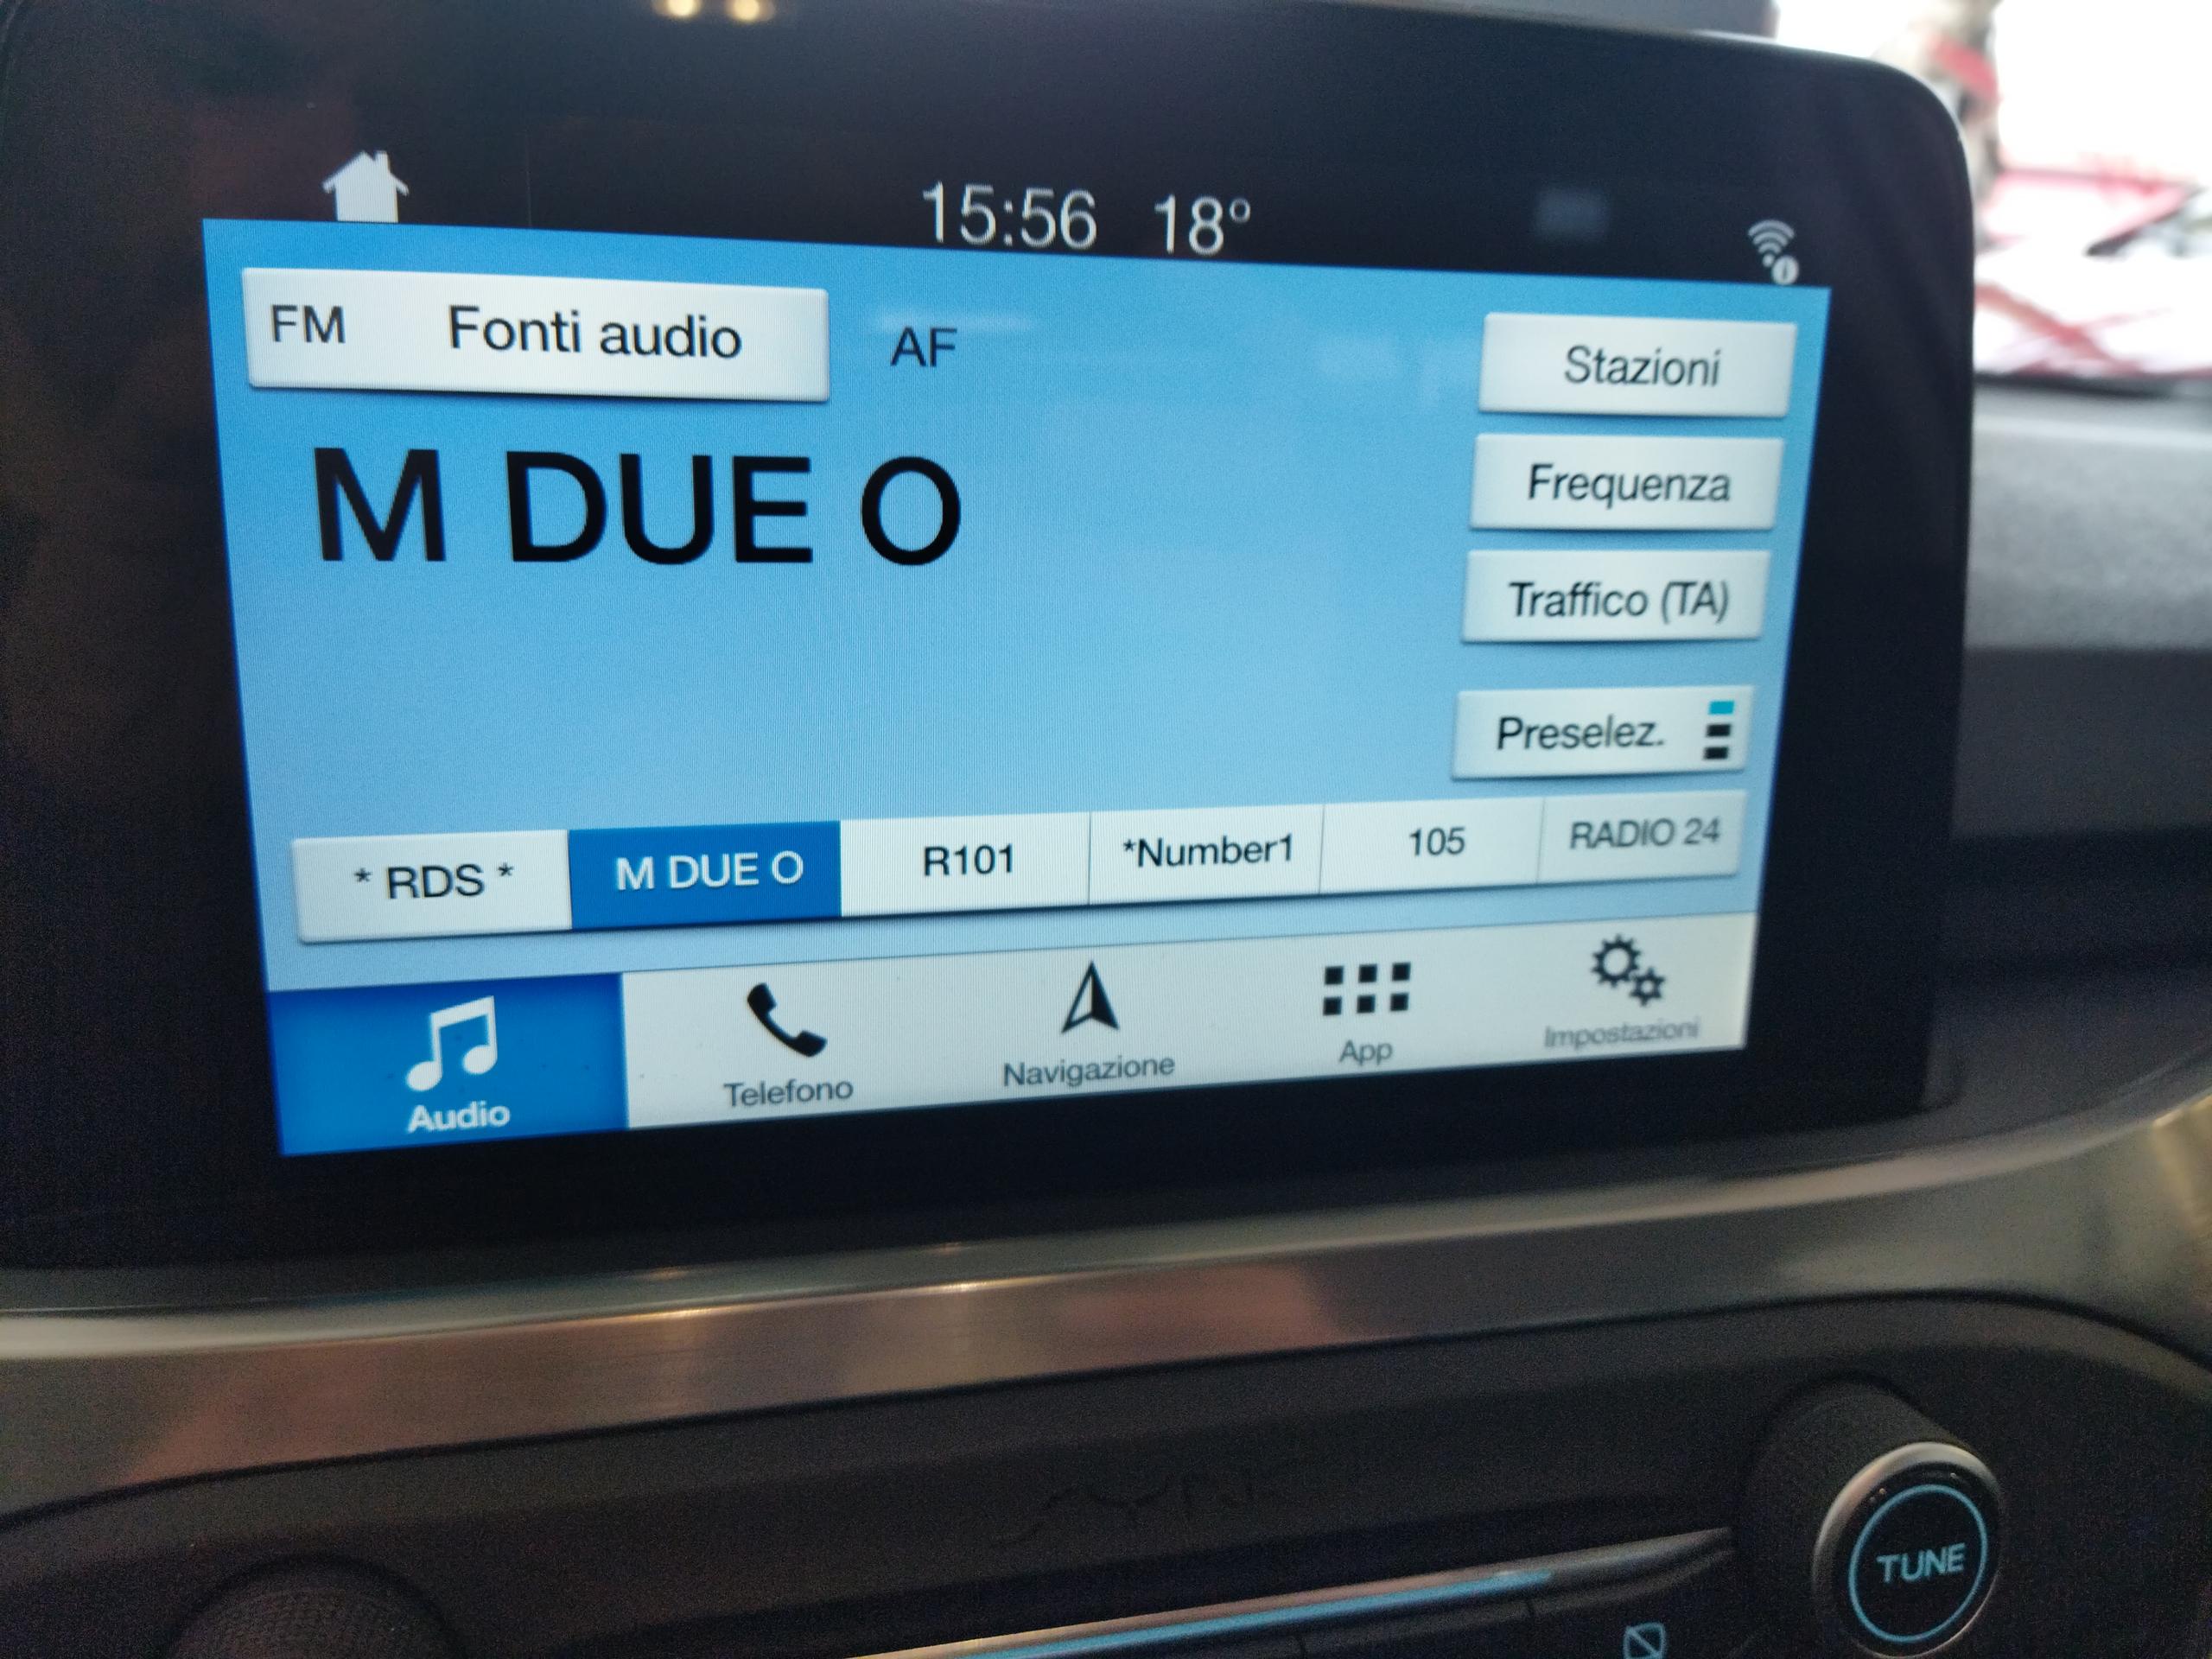 15:56 18°
FM Fonti audio AF
Stazioni
M DUE O
Frequenza
Traffico (TA)
Preselez.
* RDS * M DUE O R101 *Number1 105 RADIO 24
Audio Telefono Navigazione App Impostazioni
SYNC
TUNE